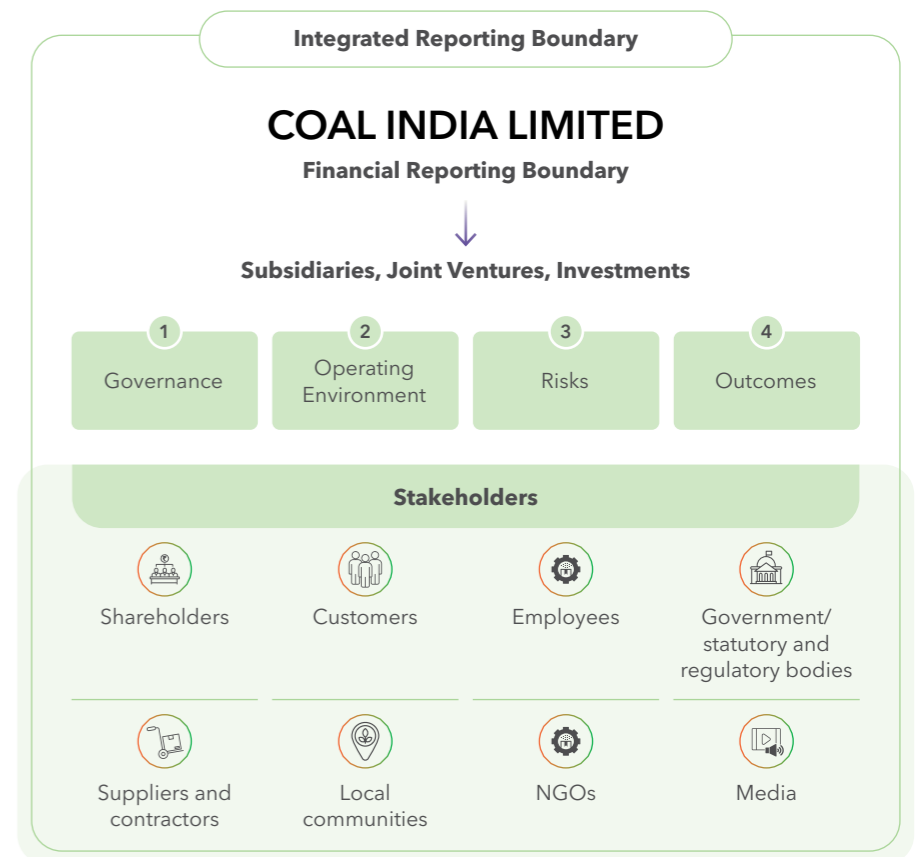 Integrated Reporting Boundary
COAL INDIA LIMITED
Financial Reporting Boundary
Subsidiaries, Joint Ventures, Investments
1
Governance
2
Operating
Environment
3
Risks
4
Outcomes
Stakeholders
Shareholders
Customers
Employees
Government/
statutory and
regulatory bodies
Suppliers and
contractors
Local
communities
NGOs
Media